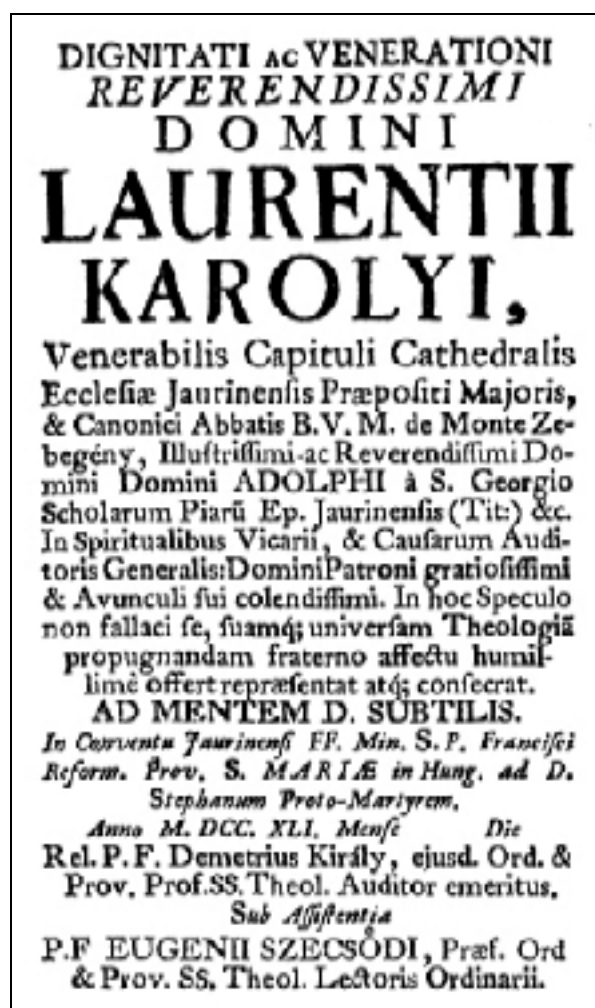 DIGNITATI AC VENERATIONI
REVERENDISSIMI
DOMINI
LAURENTII
KAROLYI,
Venerabilis Capituli Cathedralis
Eccleſiæ Jaurinenſis Præpoſiti Majoris,
& Canonici Abbatis B.V.M. de Monte Ze-
begény, Illuſtriſſimi ac Reverendiſſimi Do-
mini Domini ADOLPHI à S. Georgio
Scholarum Piarũ Ep. Jaurinenſis (Tit:) &c.
In Spiritualibus Vicarii, & Cauſarum Audi-
toris Generalis: Domini Patroni gratioſiſſimi
& Avunculi ſui colendiſſimi. In hoc Speculo
non fallaci ſe, ſuamq; univerſam Theologiã
propugnandam fraterno affectu humil-
limè offert repræſentat atq; conſecrat.
AD MENTEM D. SUBTILIS.
In Conventu Jaurinenſi FF. Min. S. P. Franciſci
Reform. Prov. S. MARIÆ in Hung. ad D.
Stephanum Proto-Martyrem.
Anno M. DCC. XLI. Menſe Die
Rel. P. F. Demetrius Király, ejusd. Ord. &
Prov. Prof. SS. Theol. Auditor emeritus.
Sub Aſſiſtentia
P.F EUGENII SZECSÖDI, Præf. Ord
& Prov. SS. Theol. Lectoris Ordinarii.